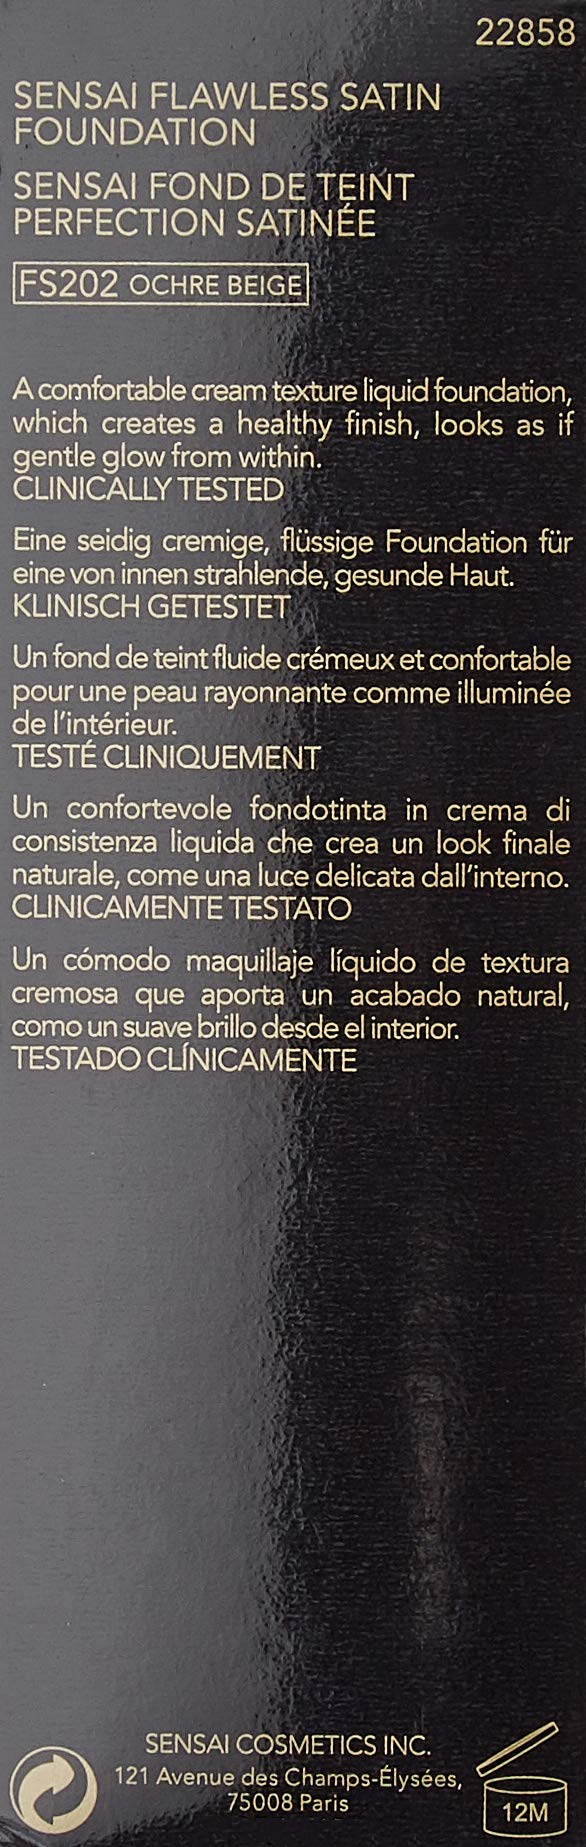 22858
SENSAI FLAWLESS SATIN
FOUNDATION
SENSAI FOND DE TEINT
PERFECTION SATINÉE
FS202 OCHRE BEIGE
A comfortable cream texture liquid foundation,
which creates a healthy finish, looks as if
gentle glow from within.
CLINICALLY TESTED
Eine seidig cremige, flüssige Foundation für
eine von innen strahlende, gesunde Haut.
KLINISCH GETESTET
Un fond de teint fluide crémeux et confortable
pour une peau rayonnante comme illuminée
de l'intérieur.
TESTÉ CLINIQUEMENT
Un confortevole fondotinta in crema di
consistenza liquida che crea un look finale
naturale, come una luce delicata dall'interno.
CLINICAMENTE TESTATO
Un cómodo maquillaje líquido de textura
cremosa que aporta un acabado natural,
como un suave brillo desde el interior.
TESTADO CLÍNICAMENTE
SENSAI COSMETICS INC.
121 Avenue des Champs-Élysées,
75008 Paris
12M